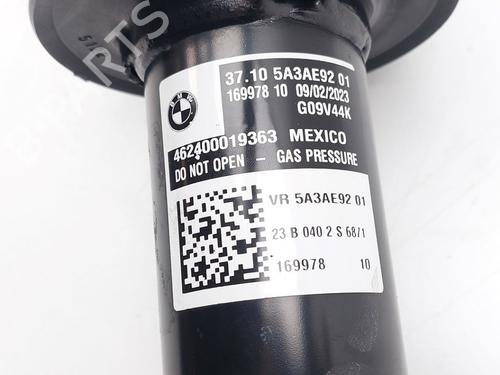 BMW
37.10 5A3AE92 01
169978 10 09/02/2023
G09V44K
462400019363 MEXICO
DO NOT OPEN - GAS PRESSURE
VR 5A3AE92 01
23 B 040 2 S 68/1
169978 10